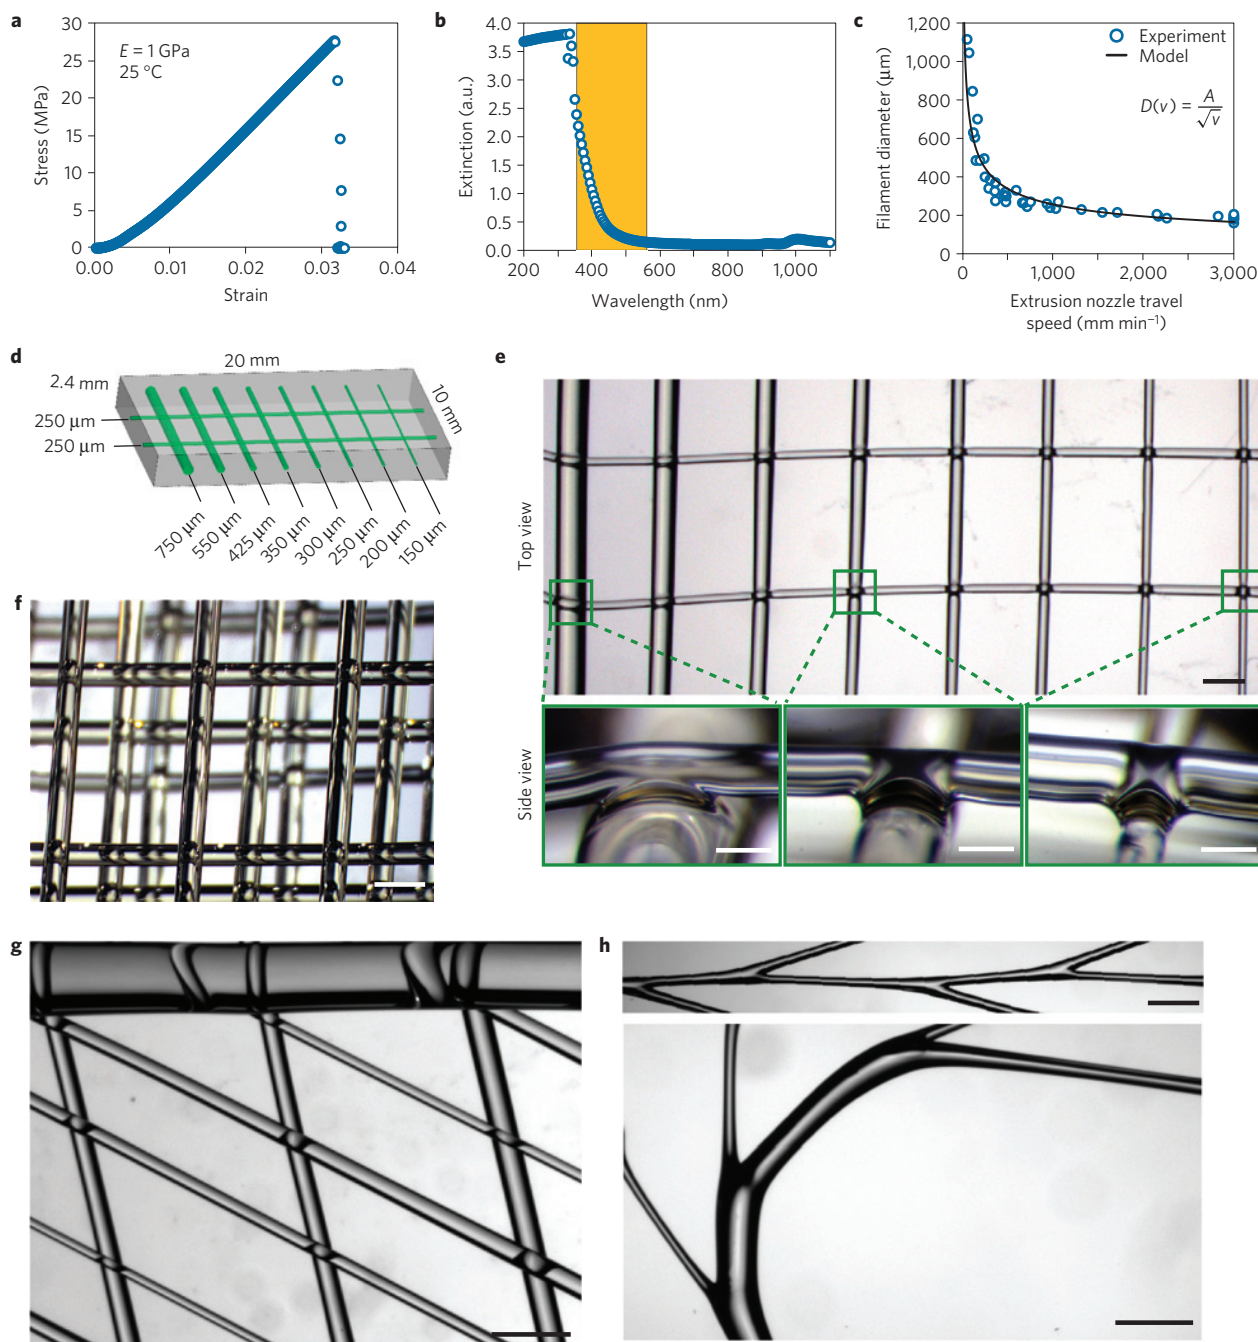 a
30
25
20
15
10
5
0
Stress (MPa)
E = 1 GPa
25 °C
0.00
0.01
0.02
0.03
0.04
Strain
b
4.0
3.5
3.0
2.5
2.0
1.5
1.0
0.5
0.0
Extinction (a.u.)
200
400
600
800
1,000
Wavelength (nm)
c
1,200
1,000
800
600
400
200
0
Filament diameter (μm)
Experiment
Model
D(v) = A/√v
0
1,000
2,000
3,000
Extrusion nozzle travel
speed (mm min⁻¹)
d
20 mm
2.4 mm
10 mm
250 μm
250 μm
750 μm
550 μm
425 μm
350 μm
300 μm
250 μm
200 μm
150 μm
e
Top view
Side view
f
g
h